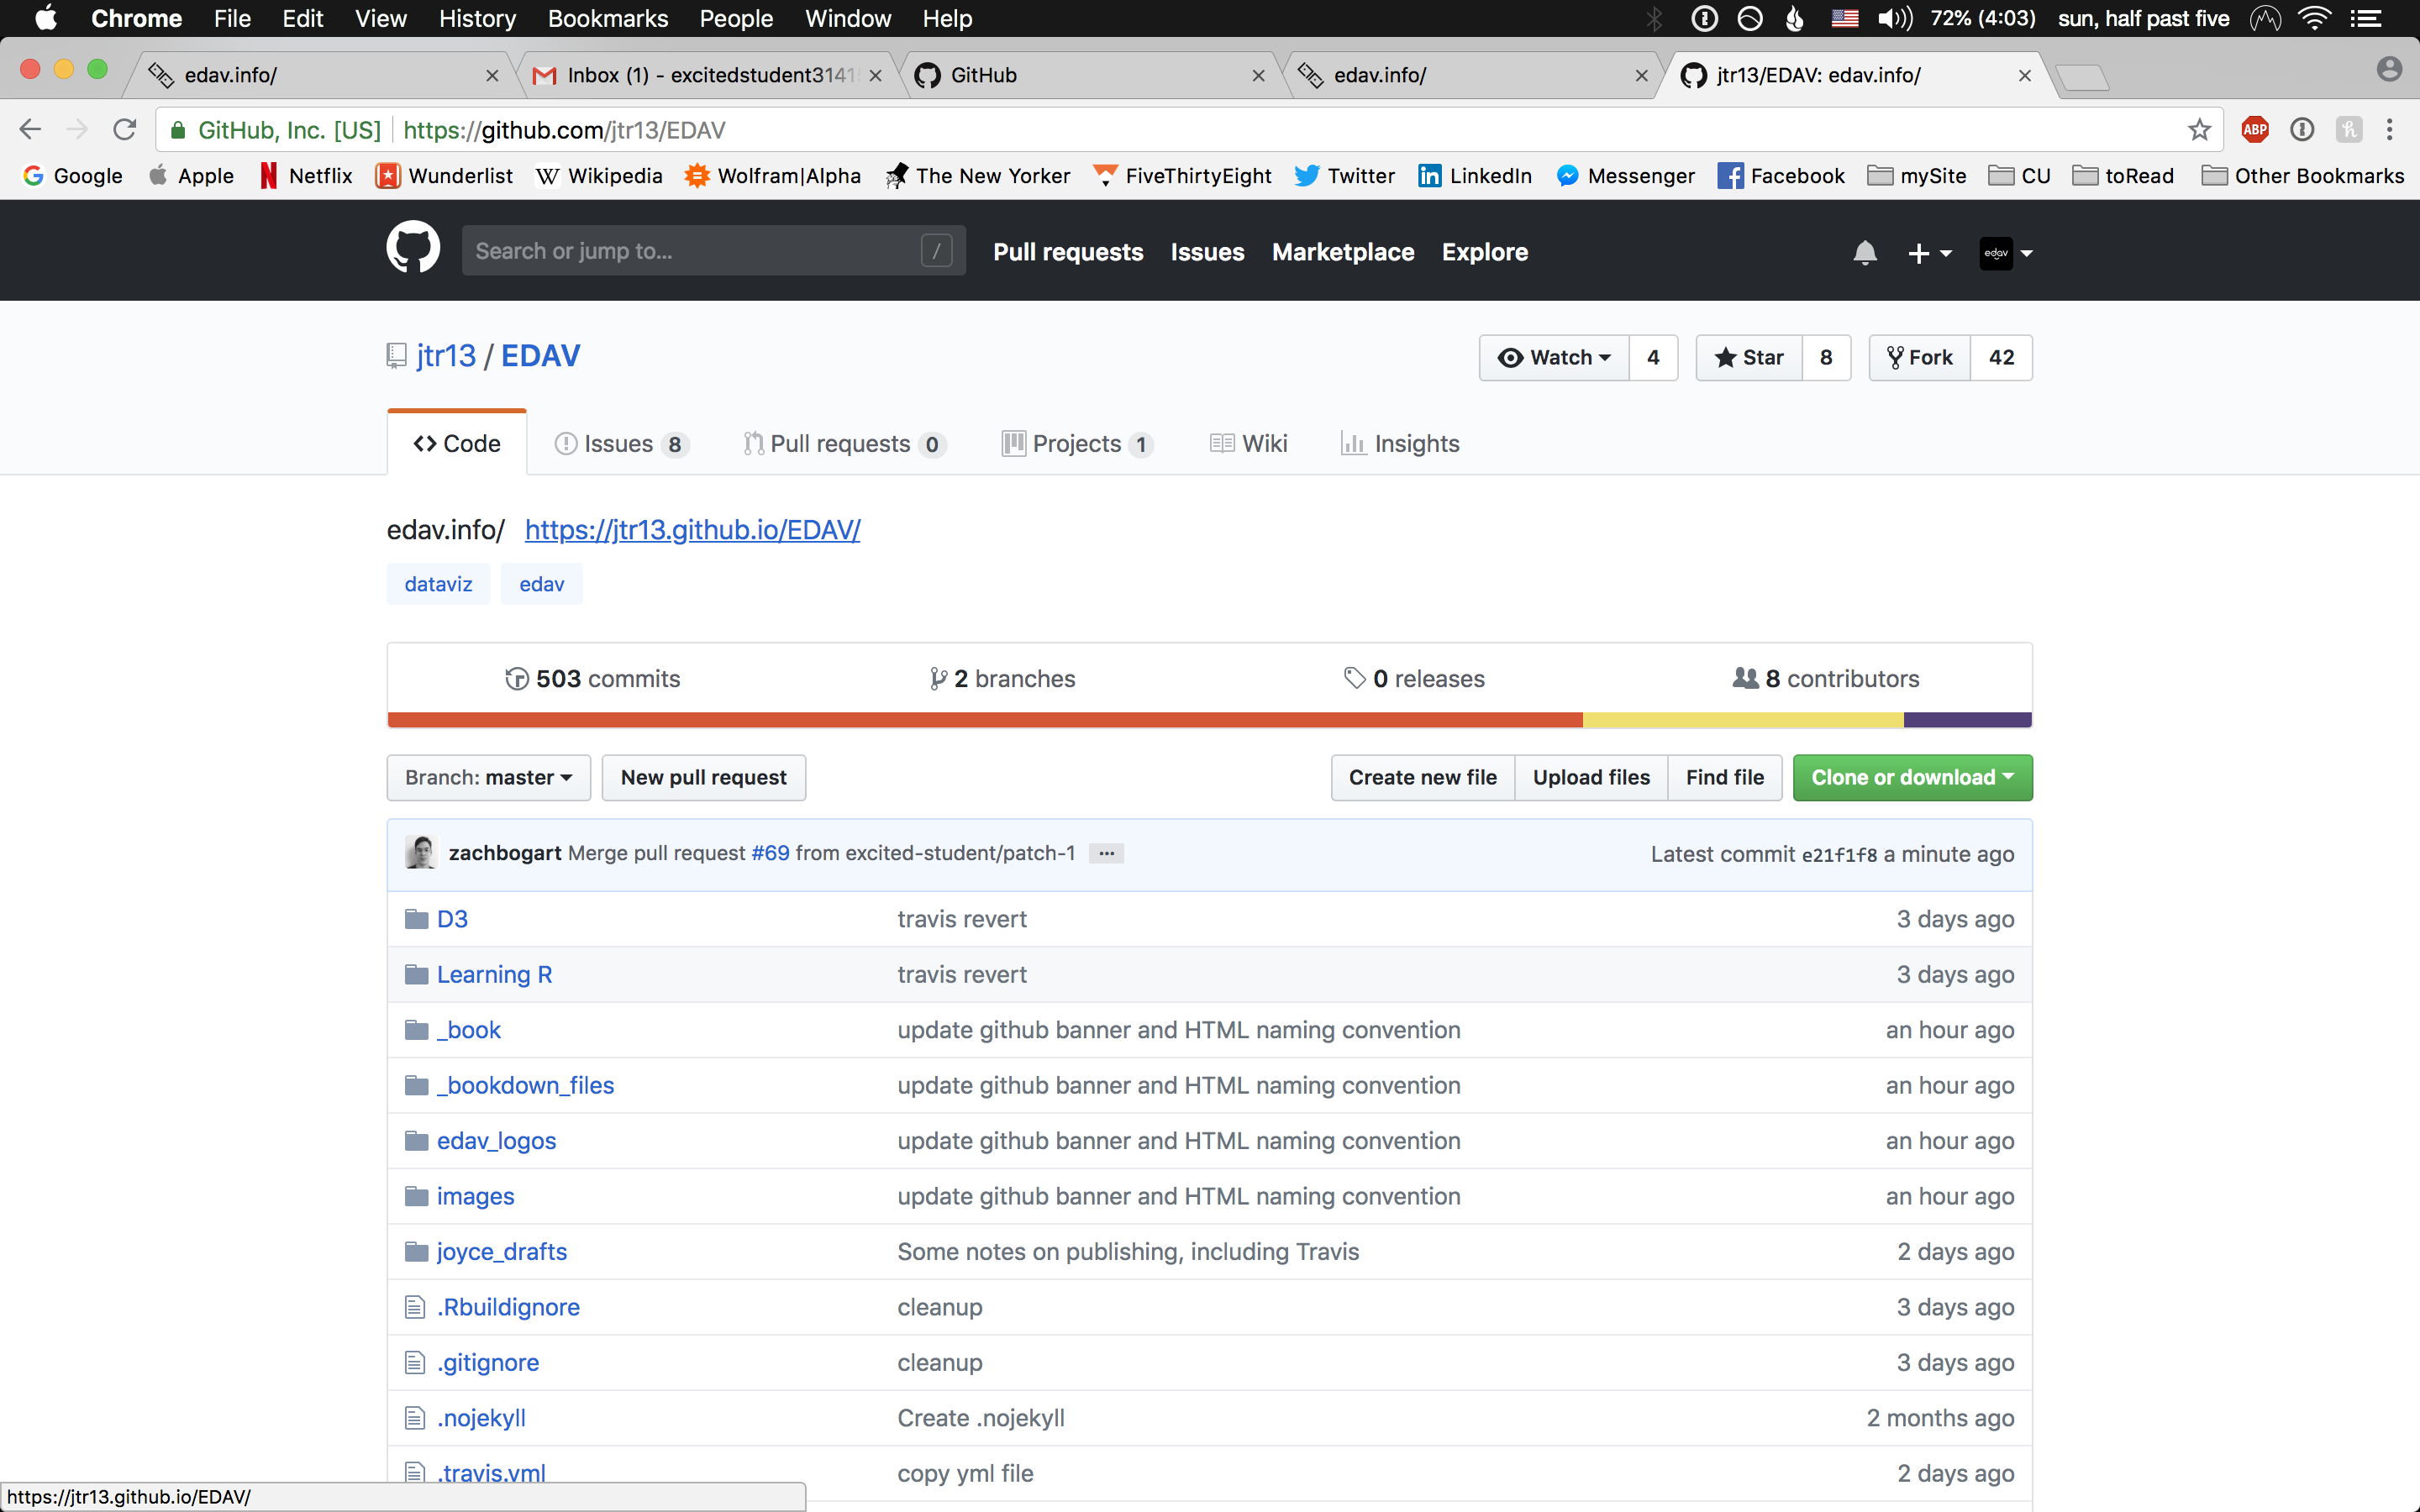 Chrome File Edit View History Bookmarks People Window Help 72% (4:03) sun, half past five
edav.info/ Inbox (1) - excitedstudent3141 GitHub edav.info/ jtr13/EDAV: edav.info/
GitHub, Inc. [US] https://github.com/jtr13/EDAV ABP
Google Apple Netflix Wunderlist Wikipedia Wolfram|Alpha The New Yorker FiveThirtyEight Twitter LinkedIn Messenger Facebook mySite CU toRead Other Bookmarks
Search or jump to... / Pull requests Issues Marketplace Explore edav
jtr13 / EDAV Watch 4 Star 8 Fork 42
Code Issues 8 Pull requests 0 Projects 1 Wiki Insights
edav.info/ https://jtr13.github.io/EDAV/
dataviz edav
503 commits 2 branches 0 releases 8 contributors
Branch: master New pull request Create new file Upload files Find file Clone or download
zachbogart Merge pull request #69 from excited-student/patch-1 ... Latest commit e21f1f8 a minute ago
D3 travis revert 3 days ago
Learning R travis revert 3 days ago
_book update github banner and HTML naming convention an hour ago
_bookdown_files update github banner and HTML naming convention an hour ago
edav_logos update github banner and HTML naming convention an hour ago
images update github banner and HTML naming convention an hour ago
joyce_drafts Some notes on publishing, including Travis 2 days ago
.Rbuildignore cleanup 3 days ago
.gitignore cleanup 3 days ago
.nojekyll Create .nojekyll 2 months ago
.travis.yml copy yml file 2 days ago
https://jtr13.github.io/EDAV/